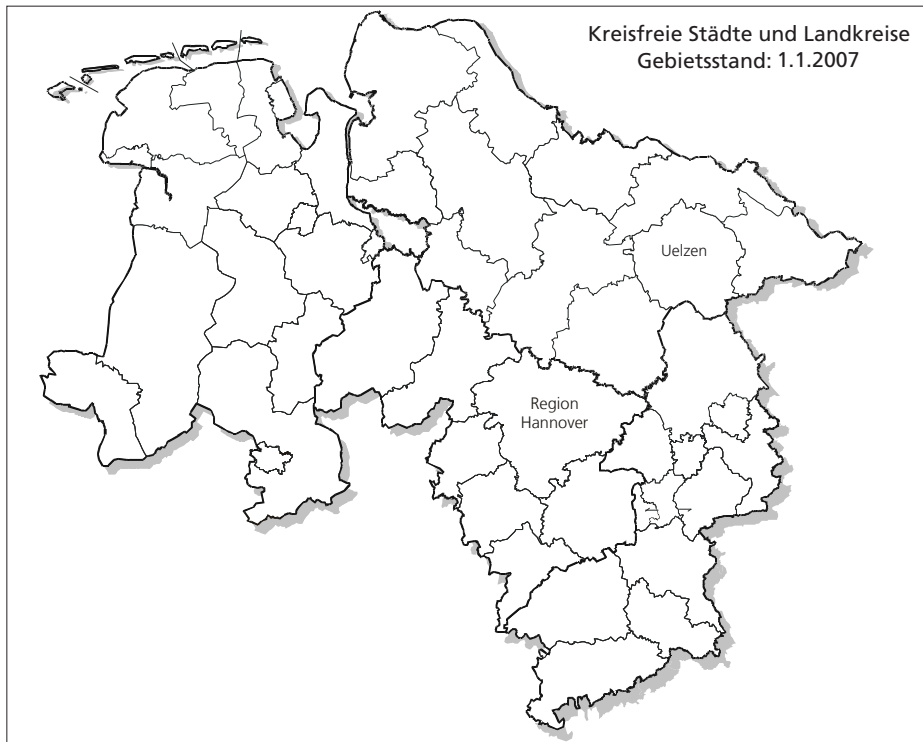 Kreisfreie Städte und Landkreise
Gebietsstand: 1.1.2007
Uelzen
Region
Hannover